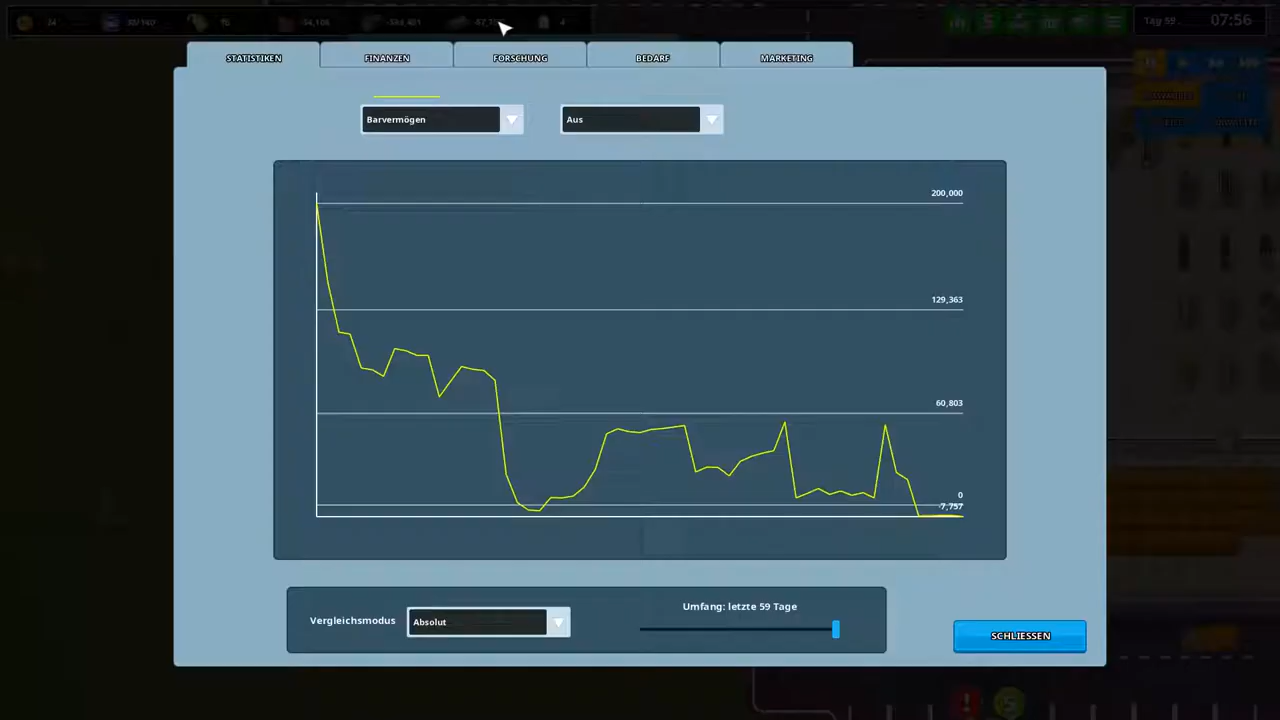 Tag 59
07:56
STATISTIKEN
FINANZEN
FORSCHUNG
BEDARF
MARKETING
Barvermögen
Aus
200,000
129,363
60,803
0
-7,757
Vergleichsmodus
Absolut
Umfang: letzte 59 Tage
SCHLIESSEN